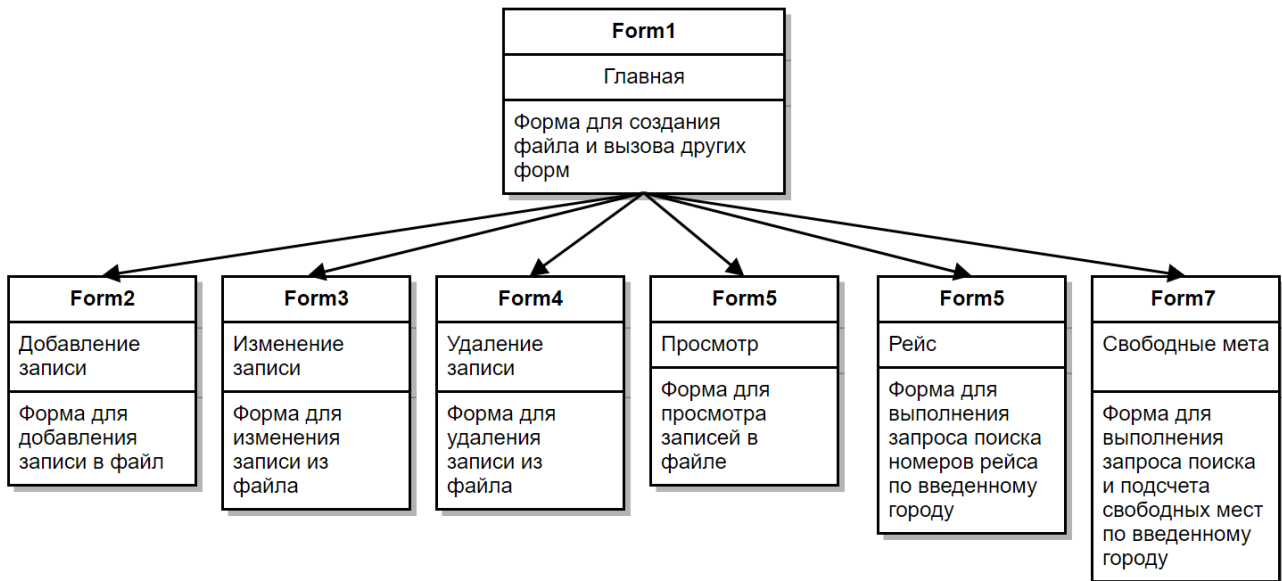 Form1
Главная
Форма для создания
файла и вызова других
форм
Form2
Добавление
записи
Форма для
добавления
записи в файл
Form3
Изменение
записи
Форма для
изменения
записи из
файла
Form4
Удаление
записи
Форма для
удаления
записи из
файла
Form5
Просмотр
Форма для
просмотра
записей в
файле
Form5
Рейс
Форма для
выполнения
запроса поиска
номеров рейса
по введенному
городу
Form7
Свободные мета
Форма для
выполнения
запроса поиска
и подсчета
свободных мест
по введенному
городу